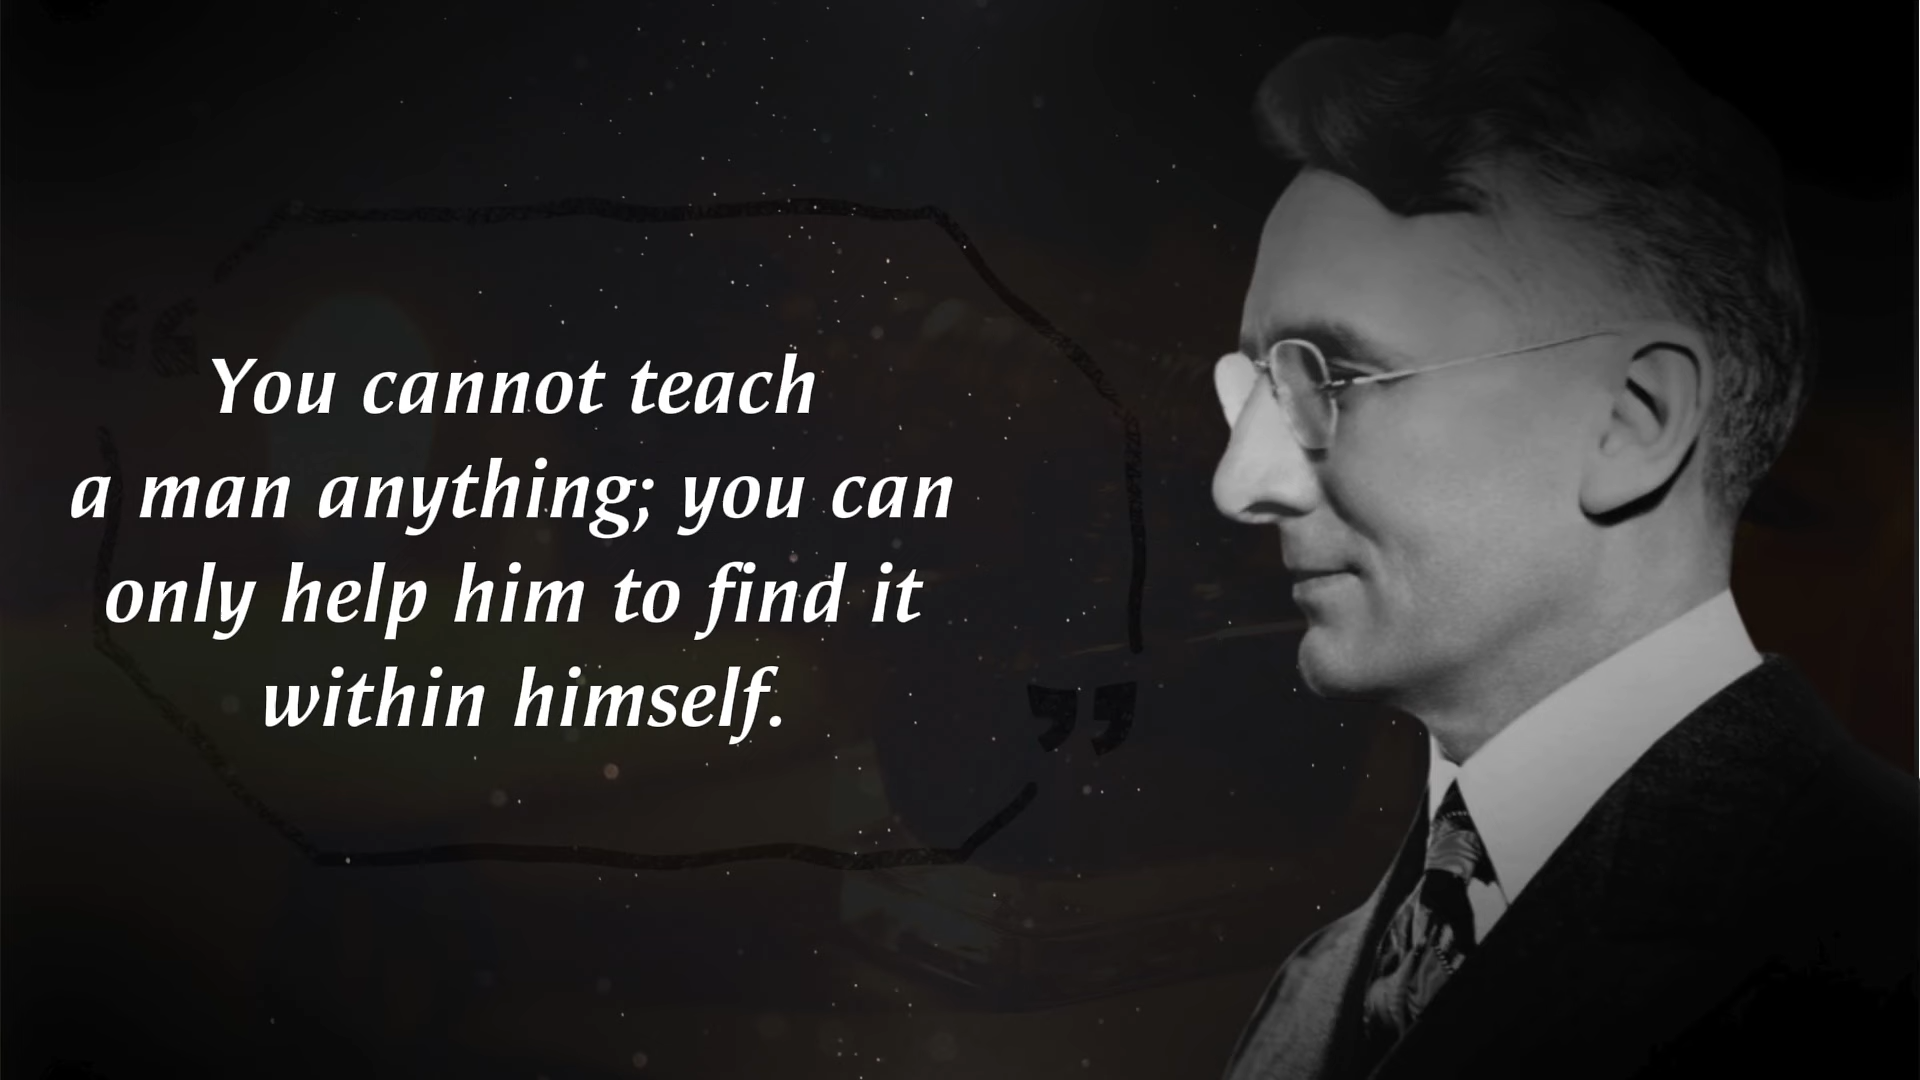 You cannot teach
a man anything; you can
only help him to find it
within himself.